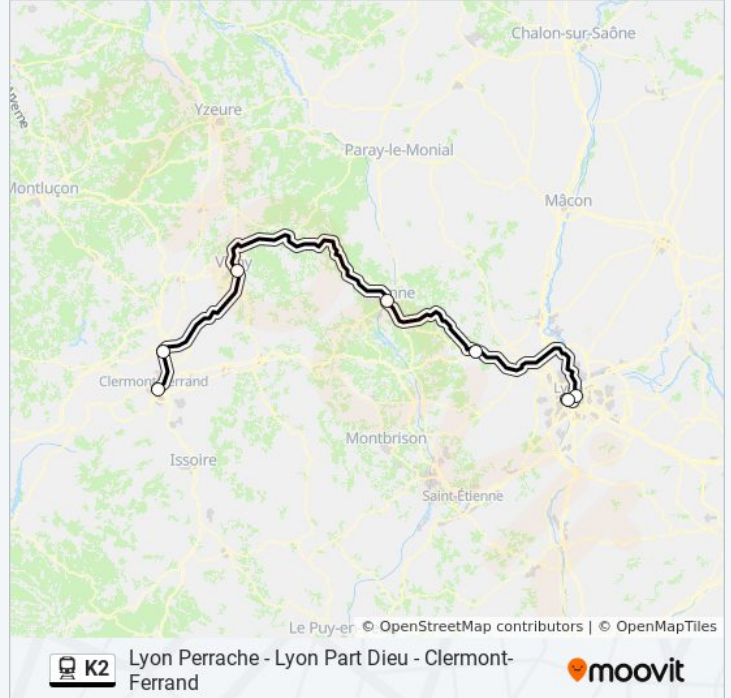 Chalon-sur-Saône
Yzeure
Paray-le-Monial
Montluçon
Mâcon
Clermont-Ferrand
Montbrison
Issoire
Saint-Étienne
© OpenStreetMap contributors | © OpenMapTiles
K2
Lyon Perrache - Lyon Part Dieu - Clermont-
Ferrand
moovit